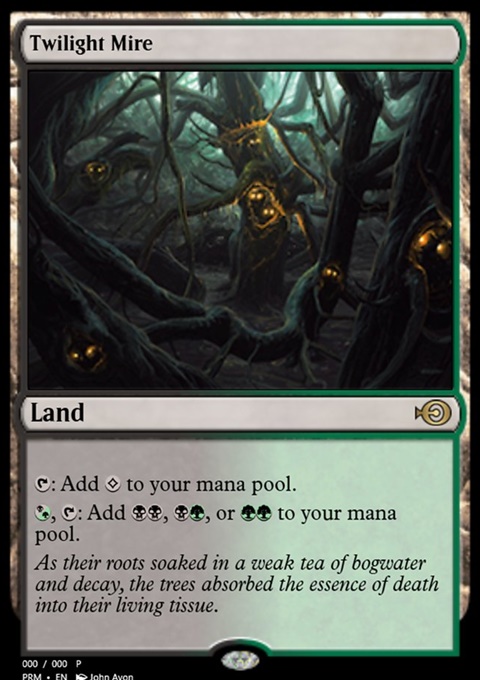 Twilight Mire
Land
: Add to your mana pool.
, : Add , , or to your mana
pool.
As their roots soaked in a weak tea of bogwater
and decay, the trees absorbed the essence of death
into their living tissue.
000 / 000 P
PRM • EN John Avon